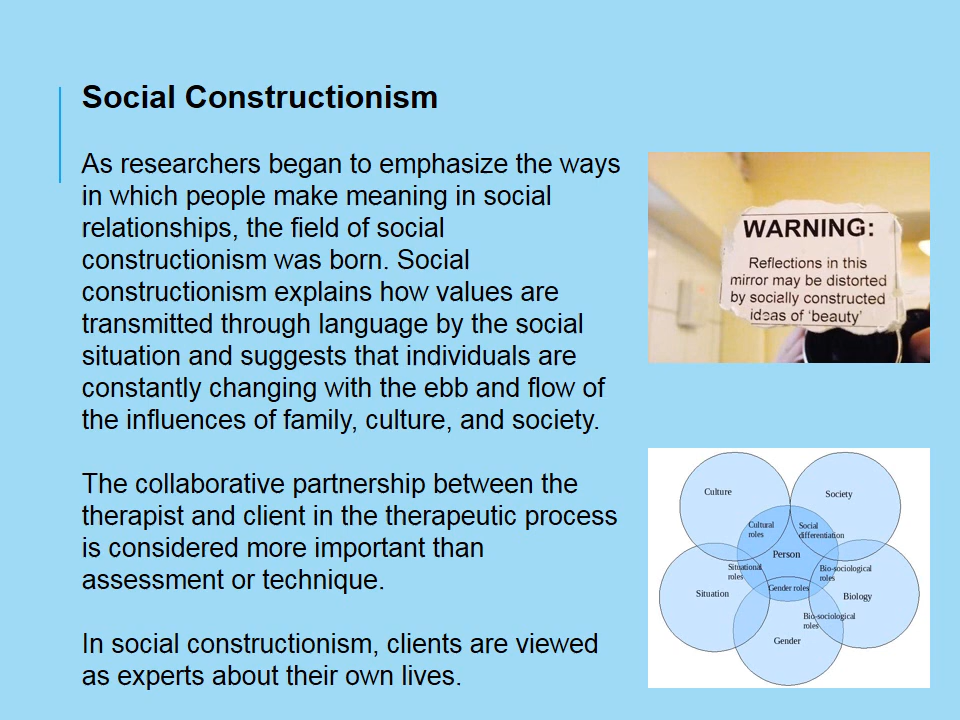 Social Constructionism
As researchers began to emphasize the ways
in which people make meaning in social
relationships, the field of social
constructionism was born. Social
constructionism explains how values are
transmitted through language by the social
situation and suggests that individuals are
constantly changing with the ebb and flow of
the influences of family, culture, and society.
The collaborative partnership between the
therapist and client in the therapeutic process
is considered more important than
assessment or technique.
In social constructionism, clients are viewed
as experts about their own lives.
WARNING:
Reflections in this
mirror may be distorted
by socially constructed
ideas of 'beauty'
Culture
Society
Cultural
roles
Social
differentiation
Person
Situational
roles
Bio-sociological
roles
Situation
Gender roles
Biology
Bio-sociological
roles
Gender